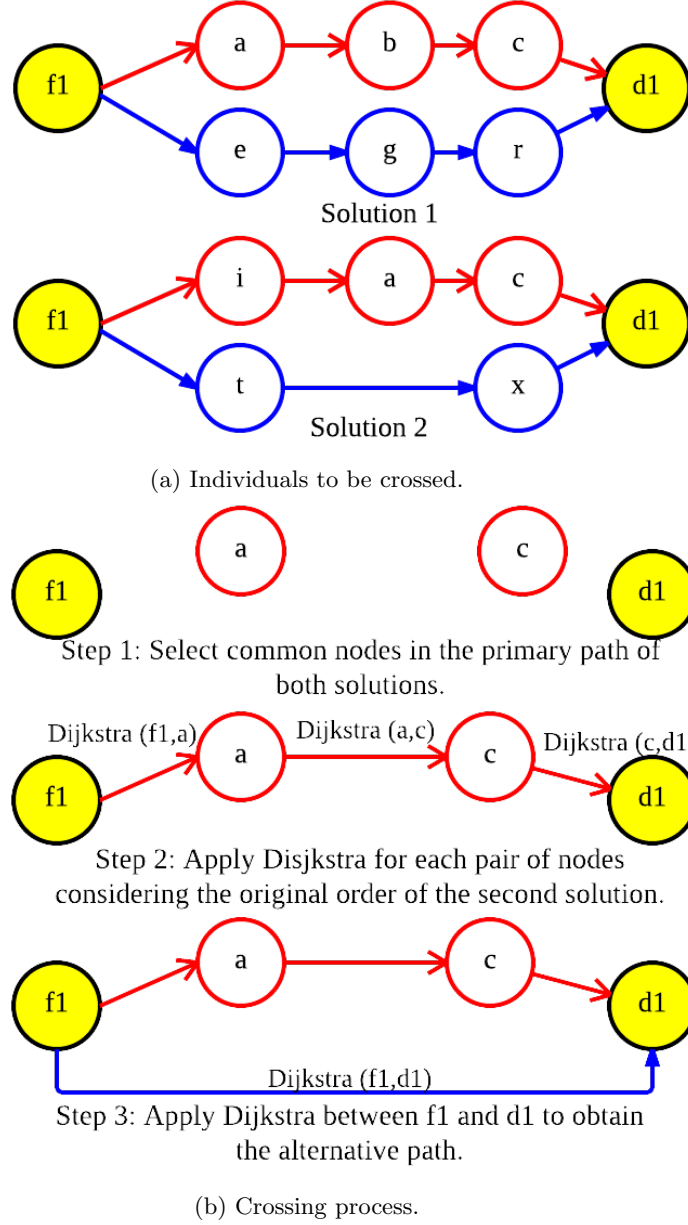 a b c
f1 d1
e g r
Solution 1
i a c
f1 d1
t x
Solution 2
(a) Individuals to be crossed.
a c
f1 d1
Step 1: Select common nodes in the primary path of
both solutions.
Dijkstra (f1,a) Dijkstra (a,c) Dijkstra (c,d1
a c
f1 d1
Step 2: Apply Disjkstra for each pair of nodes
considering the original order of the second solution.
a c
f1 d1
Dijkstra (f1,d1)
Step 3: Apply Dijkstra between f1 and d1 to obtain
the alternative path.
(b) Crossing process.